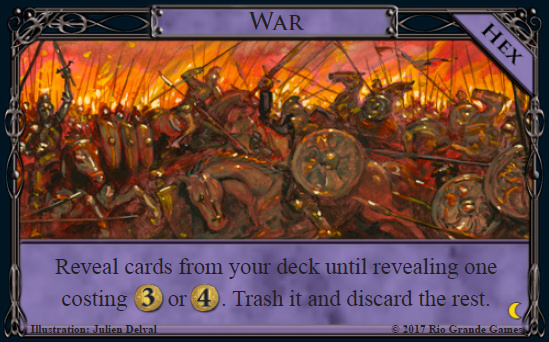 WAR
HEX
Reveal cards from your deck until revealing one
costing 3 or 4. Trash it and discard the rest.
Illustration: Julien Delval
© 2017 Rio Grande Games